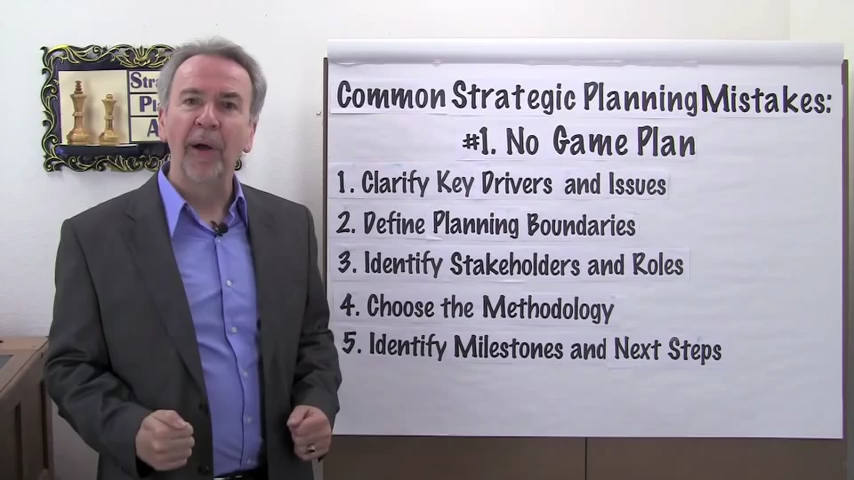 Common Strategic Planning Mistakes:
#1. No Game Plan
1. Clarify Key Drivers and Issues
2. Define Planning Boundaries
3. Identify Stakeholders and Roles
4. Choose the Methodology
5. Identify Milestones and Next Steps